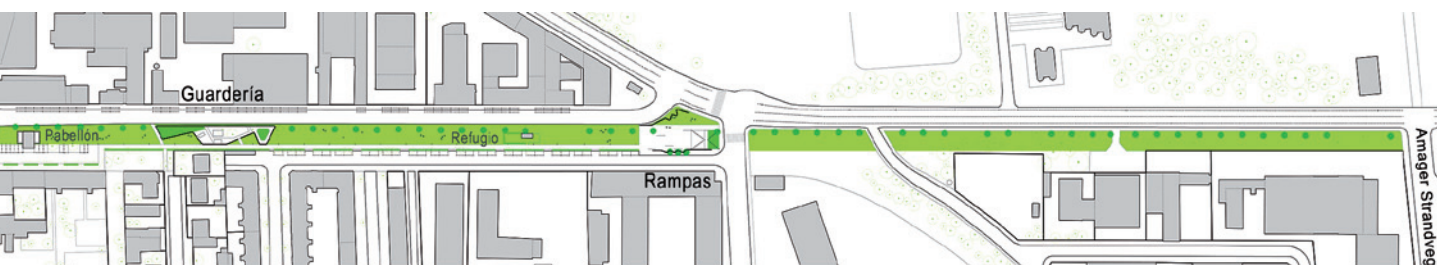 Guardería
Pabellón
Refugio
Rampas
Amager Strandveg